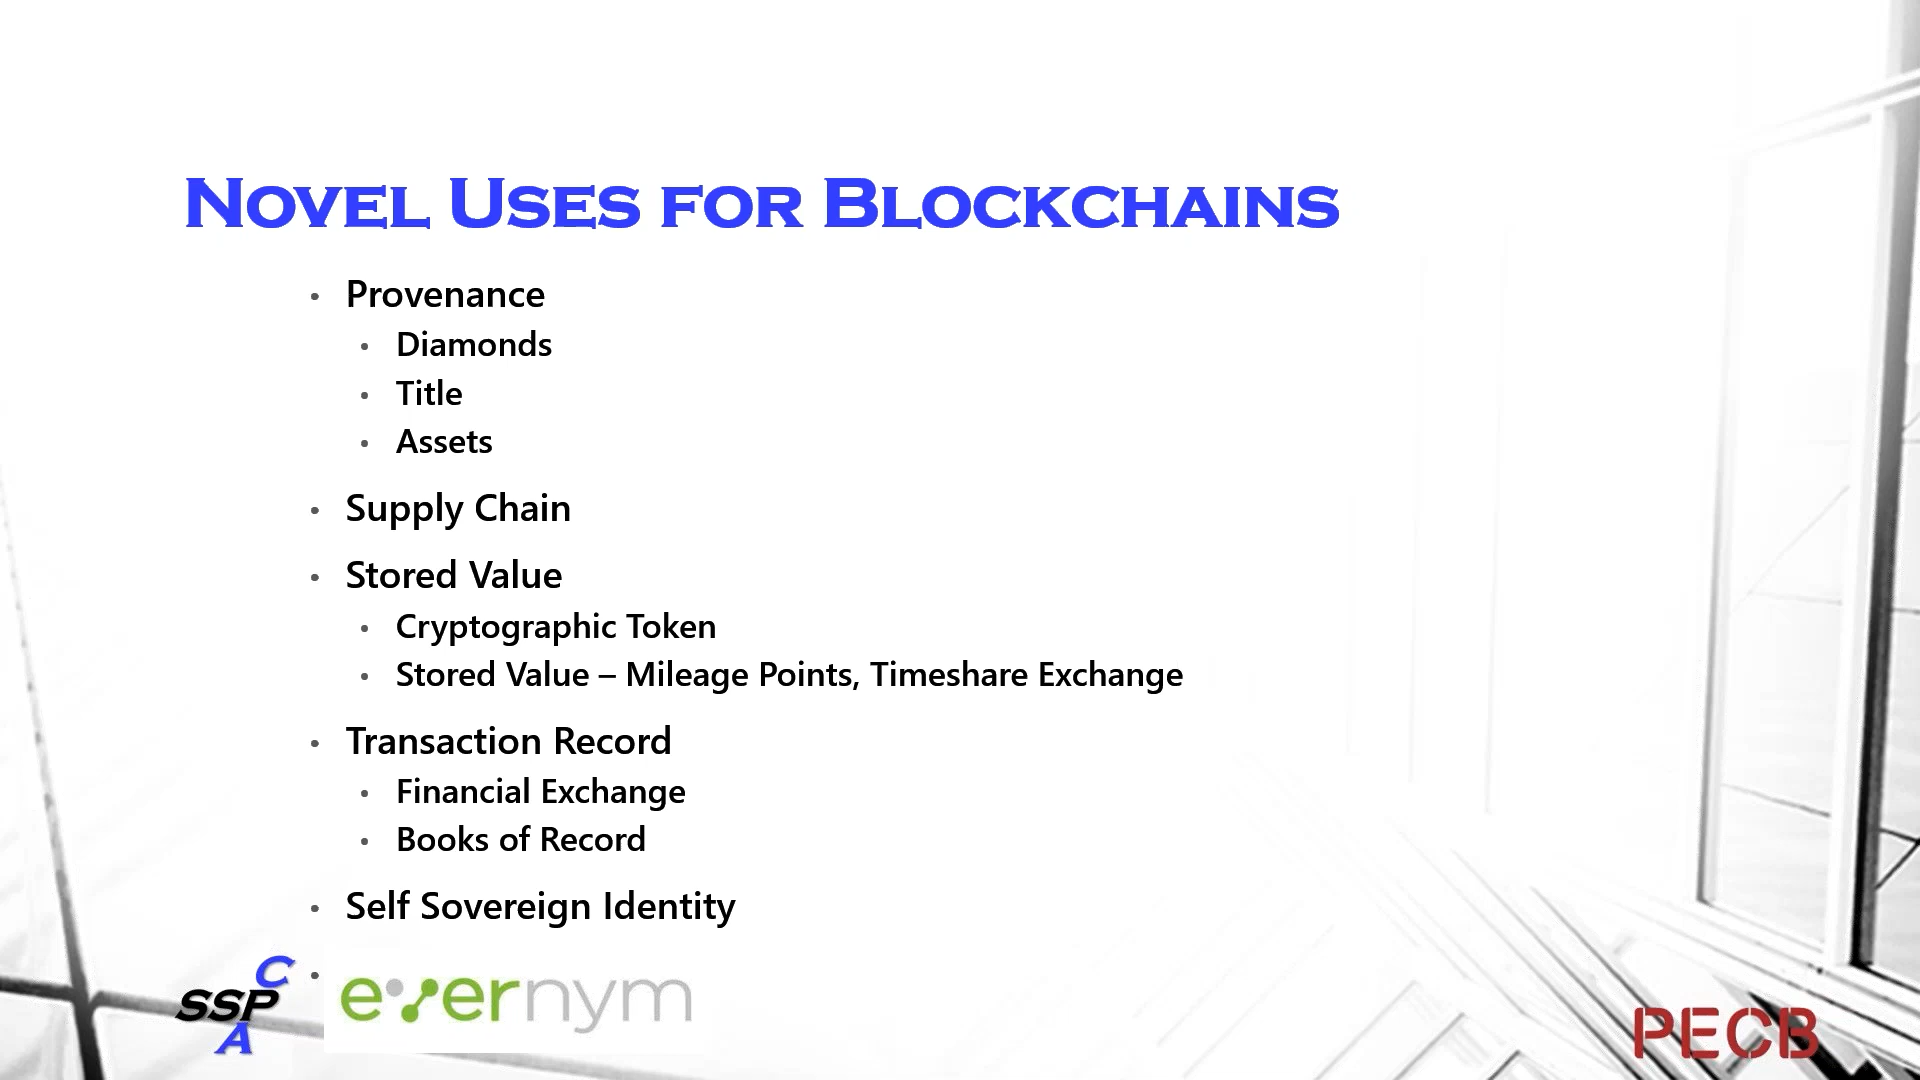 Novel Uses for Blockchains
• Provenance
• Diamonds
• Title
• Assets
• Supply Chain
• Stored Value
• Cryptographic Token
• Stored Value – Mileage Points, Timeshare Exchange
• Transaction Record
• Financial Exchange
• Books of Record
• Self Sovereign Identity
• evernym
C
SSP
A
PECB